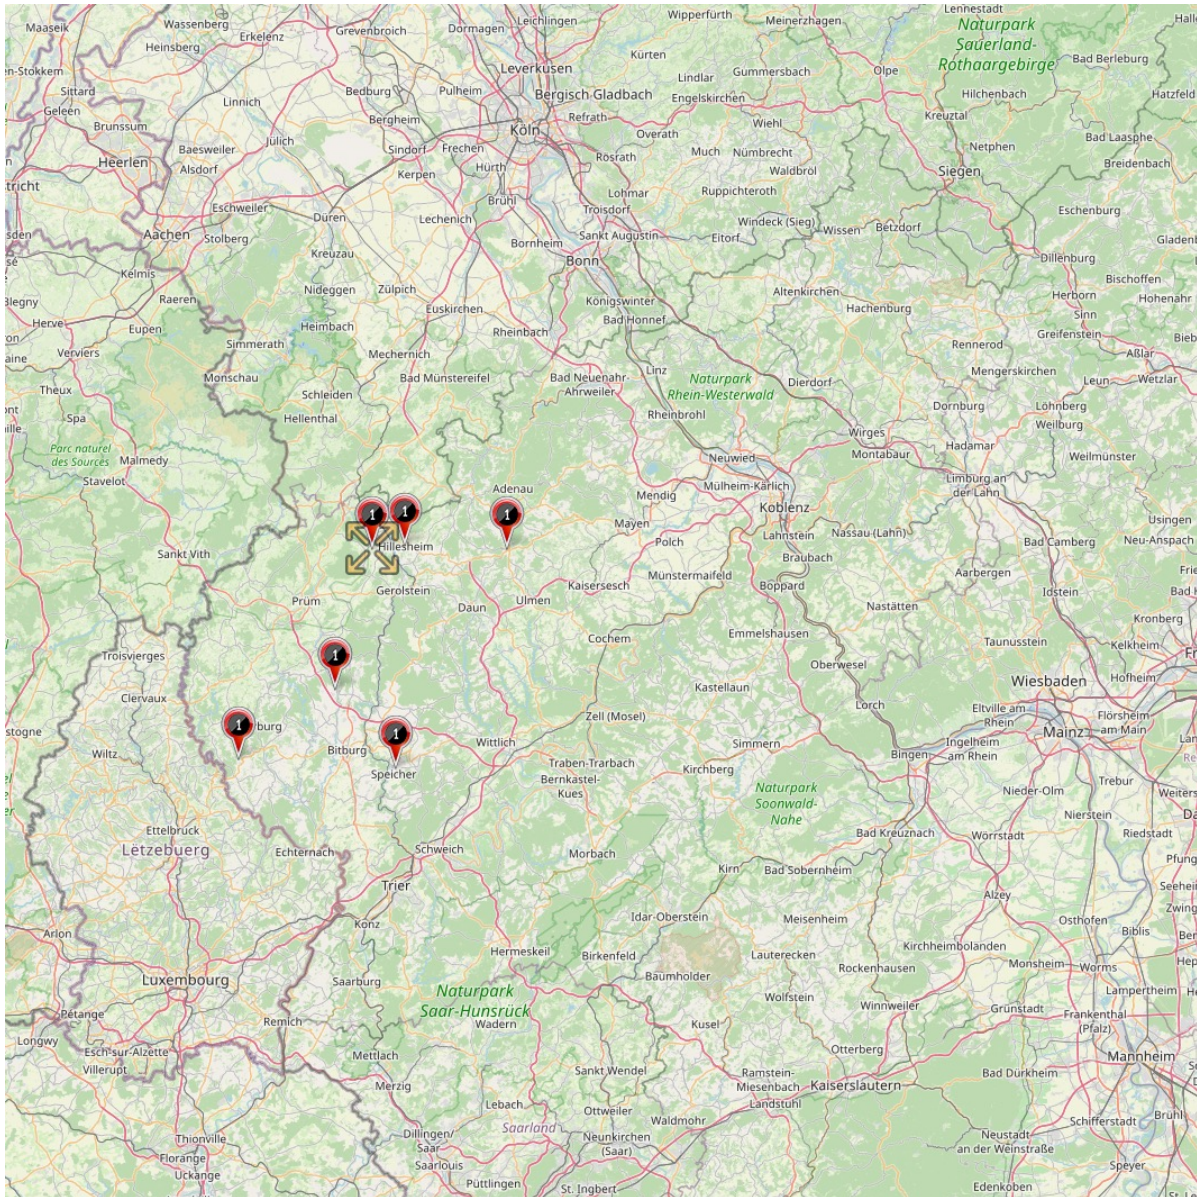 Maaseik
Wassenberg
Grevenbroich
Dormagen
Leichlingen
Wipperfürth
Meinerzhagen
Lennestadt
Heinsberg
Erkelenz
Leverkusen
Kürten
Naturpark
Sauerland-
Rothaargebirge
Bad Berleburg
en-Stokkem
Sittard
Linnich
Bedburg
Pulheim
Bergisch Gladbach
Lindlar
Gummersbach
Olpe
Hilchenbach
Hatzfeld
Geleen
Brunssum
Bergheim
Refrath
Engelskirchen
Kreuztal
Baesweiler
Jülich
Sindorf
Frechen
Köln
Overath
Wiehl
Bad Laasphe
Heerlen
Alsdorf
Kerpen
Hürth
Rösrath
Much
Nümbrecht
Waldbröl
Netphen
Breidenbach
Siegen
Eschweiler
Düren
Lechenich
Brühl
Lohmar
Troisdorf
Ruppichteroth
Windeck (Sieg)
Wissen
Betzdorf
Eschenburg
Aachen
Stolberg
Kreuzau
Bornheim
Sankt Augustin
Eitorf
Dillenburg
Kelmis
Zülpich
Bonn
Nideggen
Raeren
Euskirchen
Königswinter
Altenkirchen
Hachenburg
Herborn
Bischoffen
Hohenahr
Blegny
Herve
Eupen
Heimbach
Rheinbach
Bad Honnef
Sinn
Greifenstein
Simmerath
Mechernich
Rennerod
Aßlar
Verviers
Monschau
Bad Münstereifel
Bad Neuenahr-
Ahrweiler
Linz
Naturpark
Rhein-Westerwald
Dierdorf
Mengerskirchen
Leun
Wetzlar
Theux
Spa
Schleiden
Hellenthal
Rheinbrohl
Dornburg
Löhnberg
Weilburg
Parc naturel
des Sources
Malmedy
Wirges
Montabaur
Hadamar
Weilmünster
Stavelot
Neuwied
Mülheim-Kärlich
Limburg an
der Lahn
Adenau
Mendig
Koblenz
1
1
1
Mayen
Lahnstein
Nassau (Lahn)
Usingen
Neu-Anspach
Sankt Vith
Hillesheim
Polch
Braubach
Bad Camberg
Gerolstein
Kaisersesch
Münstermaifeld
Boppard
Aarbergen
Prüm
Daun
Ulmen
Nastätten
Idstein
Troisvierges
Cochem
Emmelshausen
Taunusstein
Kronberg
Kelkheim
1
Oberwesel
Wiesbaden
Hofheim
Clervaux
Kastellaun
Lorch
Eltville am
Rhein
Flörsheim
am Main
1
burg
1
Zell (Mosel)
Mainz
Wiltz
Bitburg
Wittlich
Simmern
Bingen
Ingelheim
am Rhein
Speicher
Traben-Trarbach
Bernkastel-
Kues
Kirchberg
Trebur
Naturpark
Soonwald-
Nahe
Nieder-Olm
Nierstein
Ettelbruck
Bad Kreuznach
Wörrstadt
Riedstadt
Lëtzebuerg
Echternach
Schweich
Morbach
Kirn
Bad Sobernheim
Trier
Alzey
Konz
Idar-Oberstein
Meisenheim
Osthofen
Biblis
Arlon
Hermeskeil
Birkenfeld
Lauterecken
Kirchheimbolanden
Monsheim
Worms
Luxembourg
Saarburg
Baumholder
Rockenhausen
Lampertheim
Naturpark
Saar-Hunsrück
Wolfstein
Winnweiler
Grünstadt
Frankenthal
(Pfalz)
Pétange
Remich
Wadern
Kusel
Longwy
Esch-sur-Alzette
Villerupt
Mettlach
Otterberg
Mannheim
Sankt Wendel
Ramstein-
Miesenbach
Landstuhl
Kaiserslautern
Bad Dürkheim
Merzig
Lebach
Ottweiler
Waldmohr
Schifferstadt
Brühl
Thionville
Saarland
Dillingen/
Saar
Neunkirchen
(Saar)
Neustadt
an der Weinstraße
Florange
Uckange
Saarlouis
Speyer
Püttlingen
St. Ingbert
Edenkoben